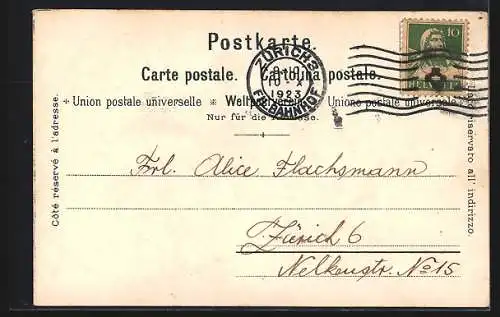 Postkarte.
Carte postale. Cartolina postale.
Union postale universelle * Weltpostverein * Unione postale universale
Nur für die Adresse.
Côté réservé à l'adresse.
Lato riservato all' indirizzo.
ZÜRICH 3
10 X
1923
BAHNHOF
10
HELVETIA
Frl. Alice Flachsmann
Zürich 6
Nelkenstr. No 15